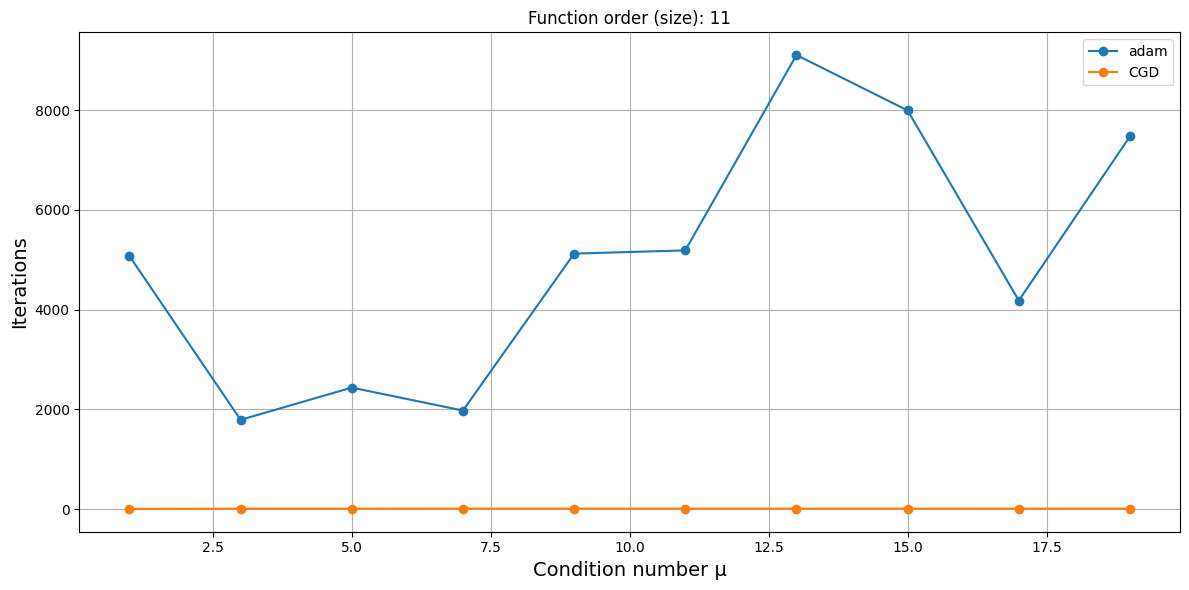 Function order (size): 11
adam
CGD
8000
6000
4000
2000
0
Iterations
2.5 5.0 7.5 10.0 12.5 15.0 17.5
Condition number μ